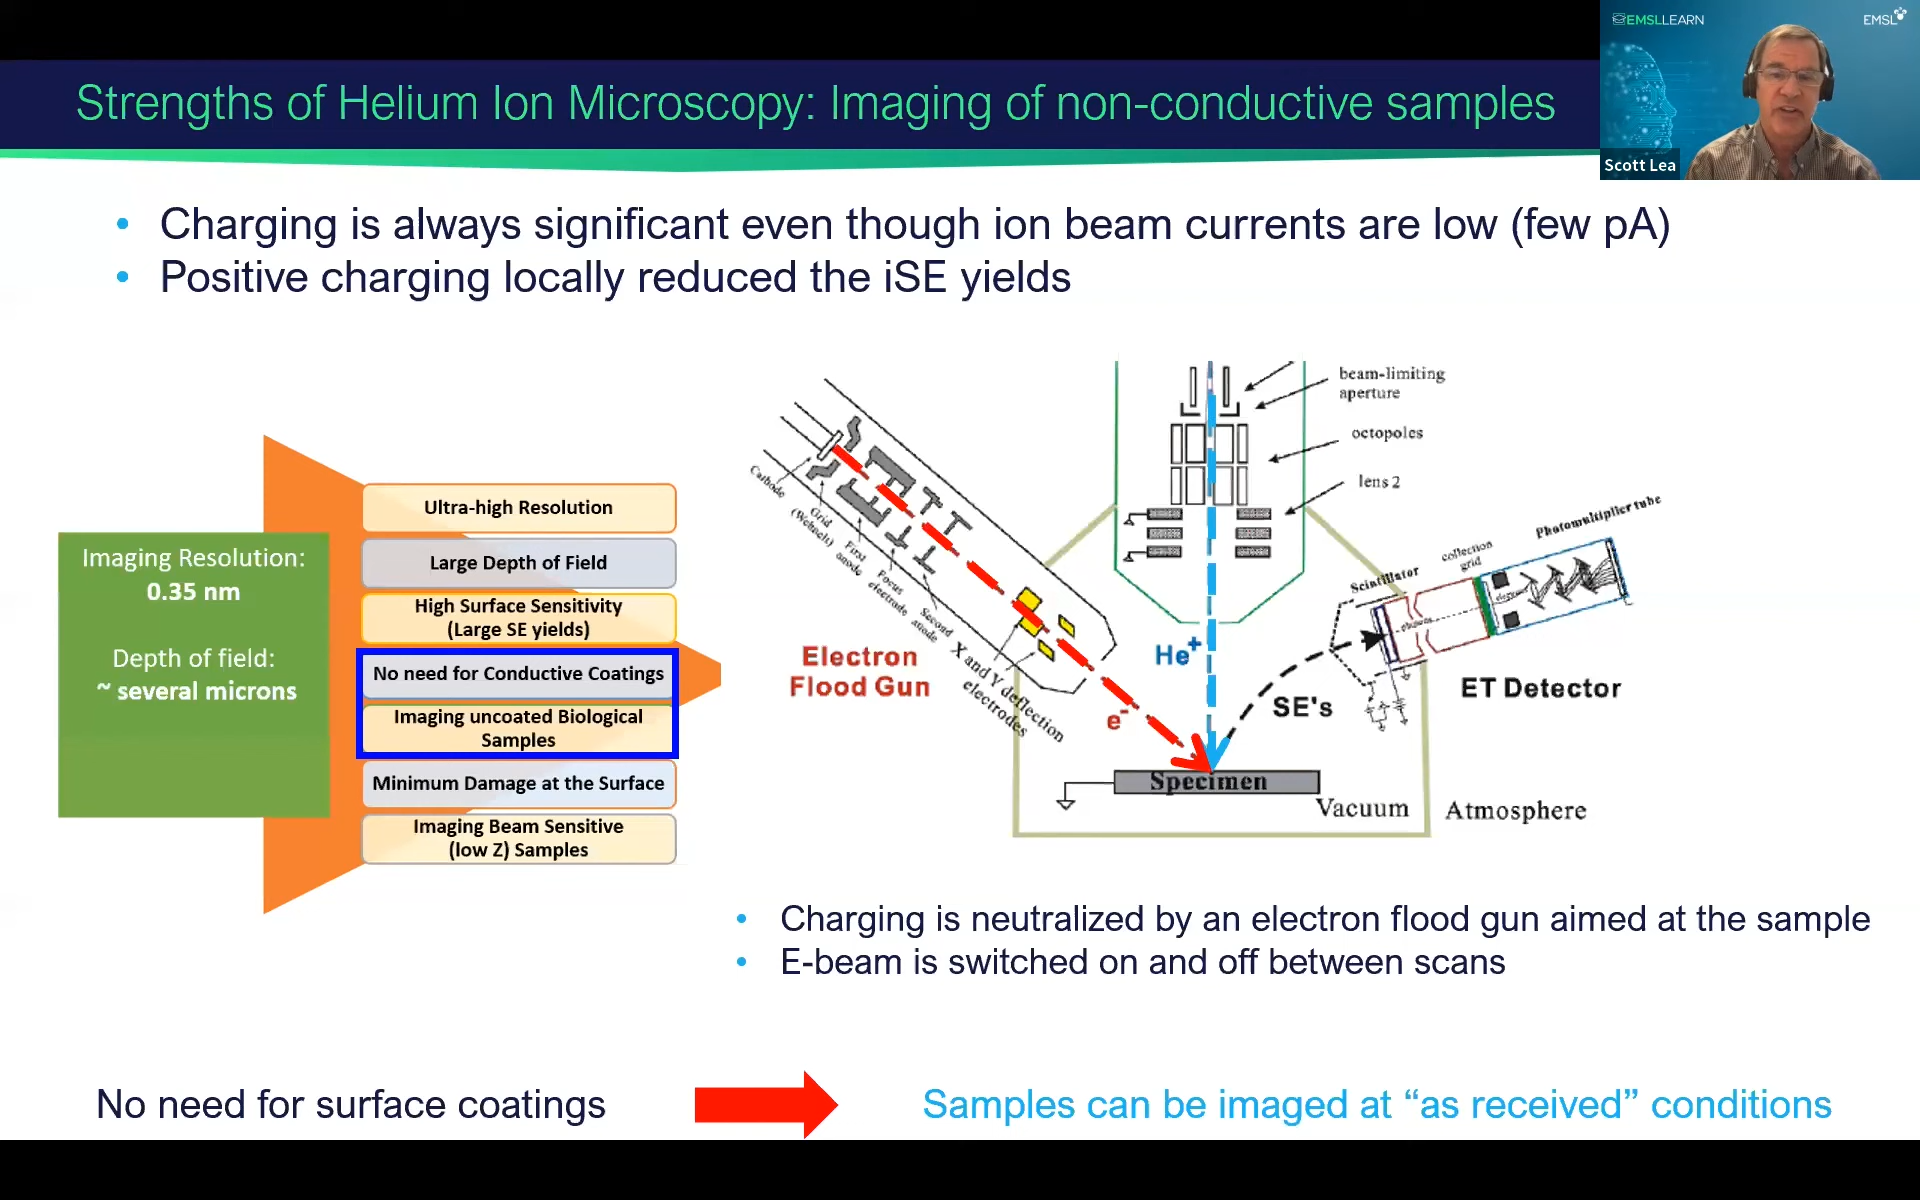 EMSLLEARN
EMSL
Scott Lea
Strengths of Helium Ion Microscopy: Imaging of non-conductive samples
• Charging is always significant even though ion beam currents are low (few pA)
• Positive charging locally reduced the iSE yields
Imaging Resolution:
0.35 nm
Depth of field:
~ several microns
Ultra-high Resolution
Large Depth of Field
High Surface Sensitivity
(Large SE yields)
No need for Conductive Coatings
Imaging uncoated Biological
Samples
Minimum Damage at the Surface
Imaging Beam Sensitive
(low Z) Samples
beam-limiting
aperture
octopoles
lens 2
Cathode
Grid
(Wehnelt)
First
anode
Focus
electrode
Second
anode
X and Y deflection
electrodes
Electron
Flood Gun
e-
He+
SE's
Scintillator
collection
grid
Photomultiplier tube
photons
ET Detector
Specimen
Vacuum
Atmosphere
• Charging is neutralized by an electron flood gun aimed at the sample
• E-beam is switched on and off between scans
No need for surface coatings
Samples can be imaged at “as received” conditions